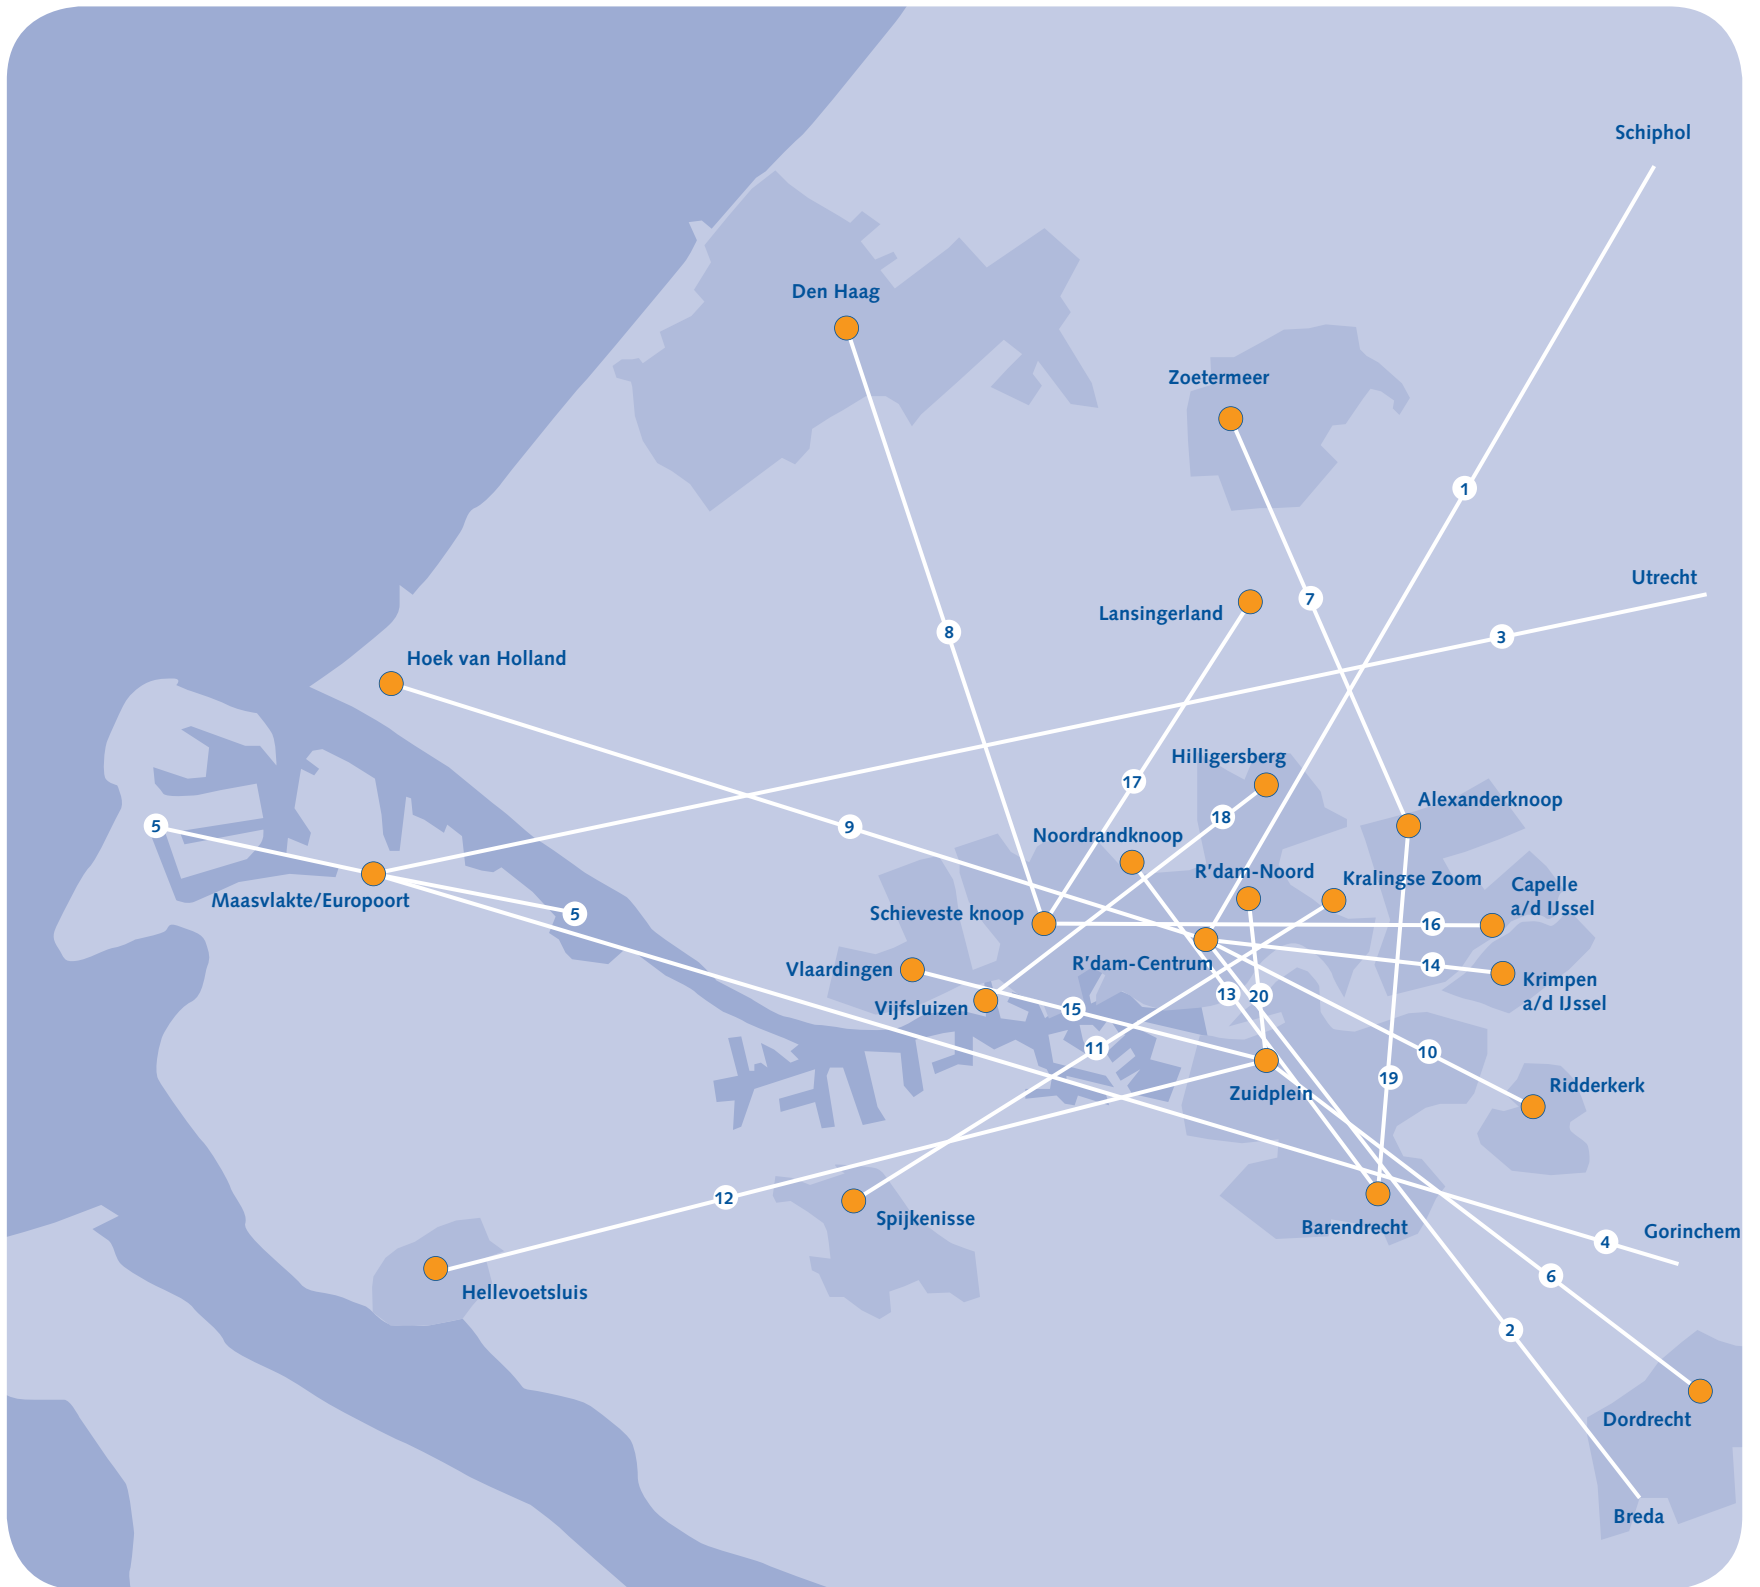 Schiphol
Den Haag
Zoetermeer
1
Utrecht
7
Lansingerland
8
3
Hoek van Holland
Hilligersberg
17
Alexanderknoop
18
5
9
Noordrandknoop
R'dam-Noord
Kralingse Zoom
Capelle
a/d IJssel
Maasvlakte/Europoort
5
Schieveste knoop
16
R'dam-Centrum
14
Vlaardingen
Krimpen
a/d IJssel
13
20
Vijfsluizen
15
11
10
19
Zuidplein
Ridderkerk
12
Spijkenisse
Barendrecht
4
Gorinchem
6
Hellevoetsluis
2
Dordrecht
Breda